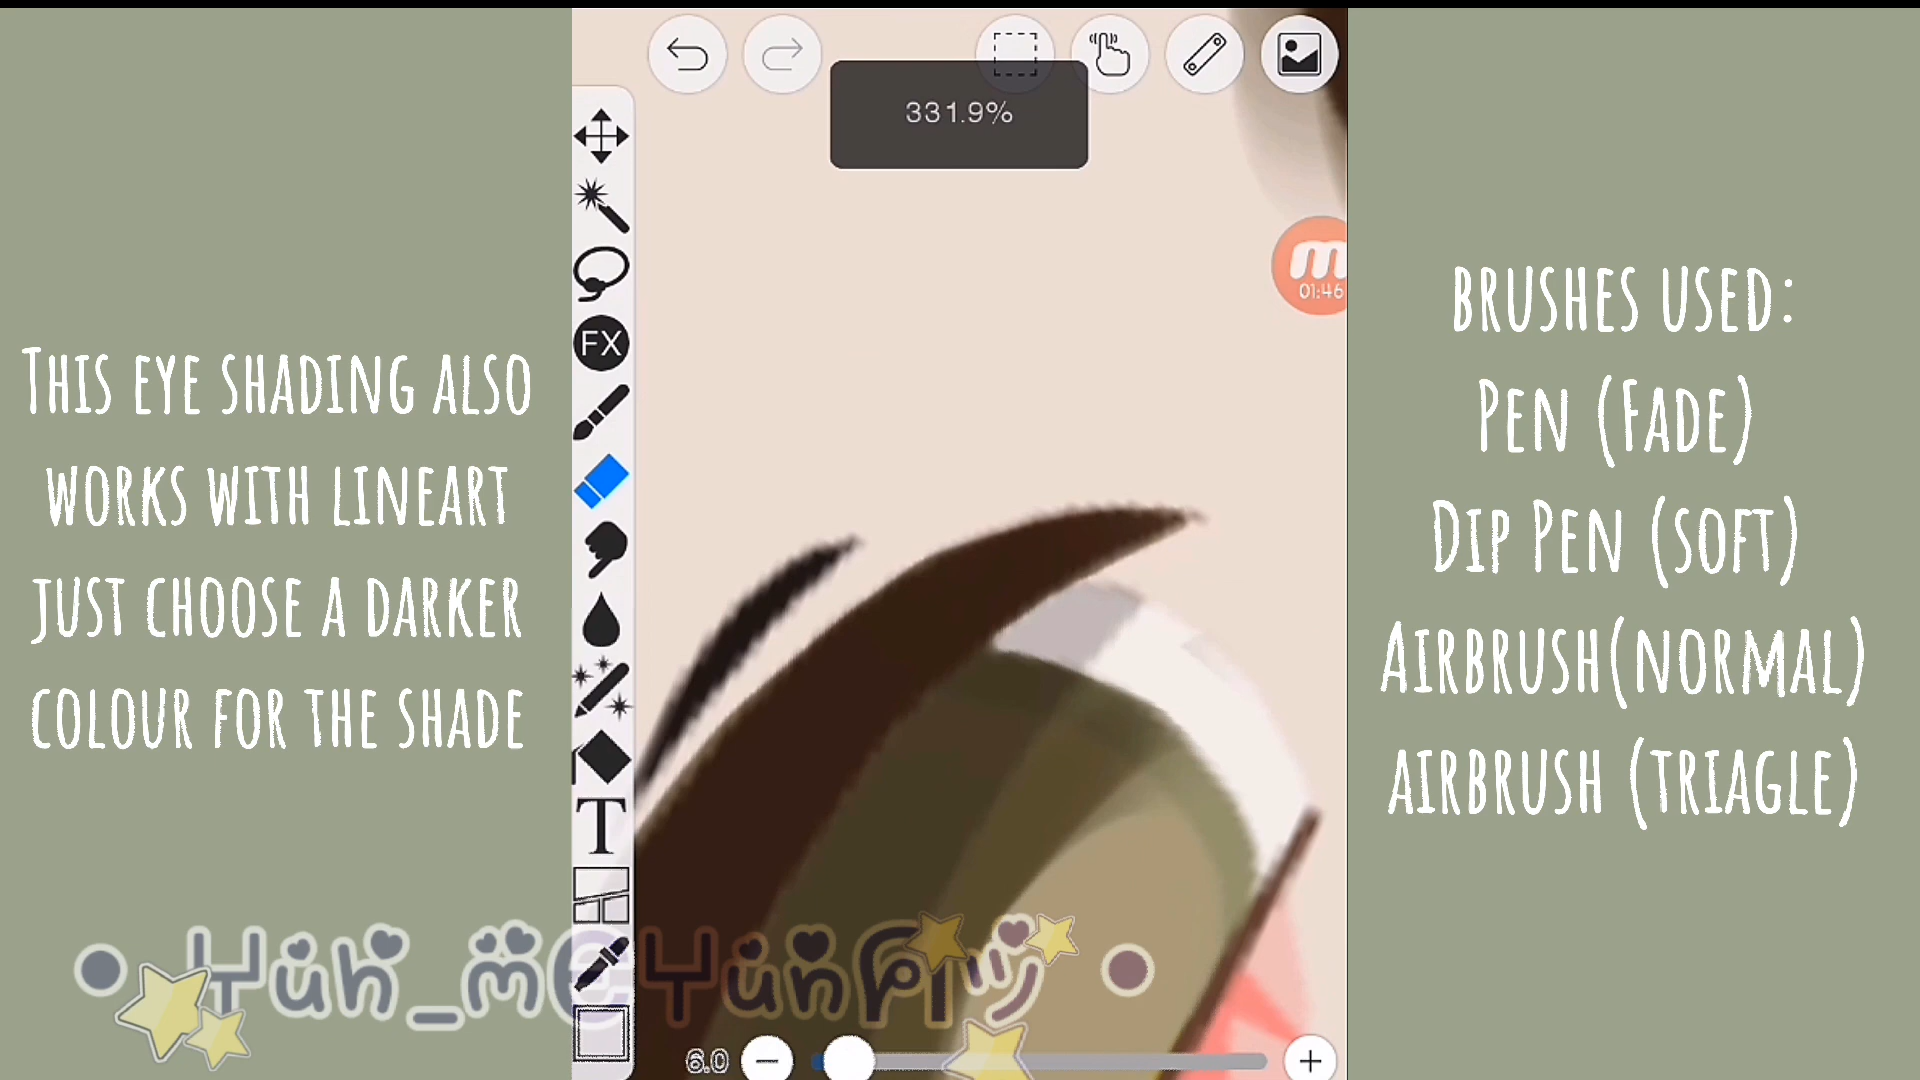 THIS EYE SHADING ALSO
WORKS WITH LINEART
JUST CHOOSE A DARKER
COLOUR FOR THE SHADE
331.9%
01:46
FX
T
6.0
BRUSHES USED:
PEN (FADE)
DIP PEN (SOFT)
AIRBRUSH(NORMAL)
AIRBRUSH (TRIAGLE)